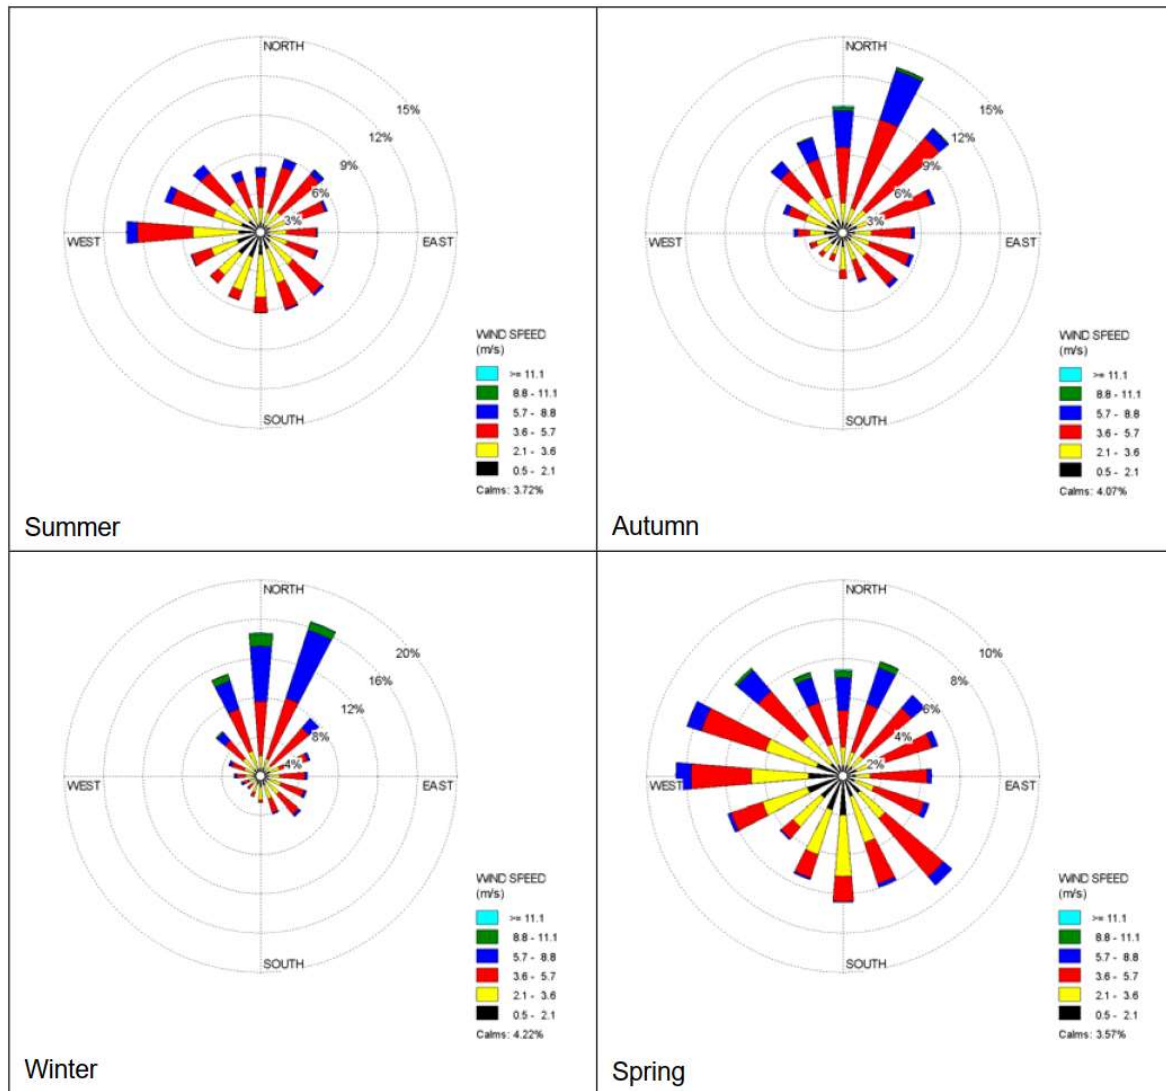 NORTH
15%
12%
9%
6%
3%
WEST
EAST
WIND SPEED
(m/s)
>= 11.1
8.8 - 11.1
5.7 - 8.8
3.6 - 5.7
2.1 - 3.6
0.5 - 2.1
SOUTH
Calms: 3.72%
Summer
NORTH
15%
12%
9%
6%
3%
WEST
EAST
WIND SPEED
(m/s)
>= 11.1
8.8 - 11.1
5.7 - 8.8
3.6 - 5.7
2.1 - 3.6
0.5 - 2.1
SOUTH
Calms: 4.07%
Autumn
NORTH
20%
16%
12%
8%
4%
WEST
EAST
WIND SPEED
(m/s)
>= 11.1
8.8 - 11.1
5.7 - 8.8
3.6 - 5.7
2.1 - 3.6
0.5 - 2.1
SOUTH
Calms: 4.22%
Winter
NORTH
10%
8%
6%
4%
2%
WEST
EAST
WIND SPEED
(m/s)
>= 11.1
8.8 - 11.1
5.7 - 8.8
3.6 - 5.7
2.1 - 3.6
0.5 - 2.1
SOUTH
Calms: 3.57%
Spring